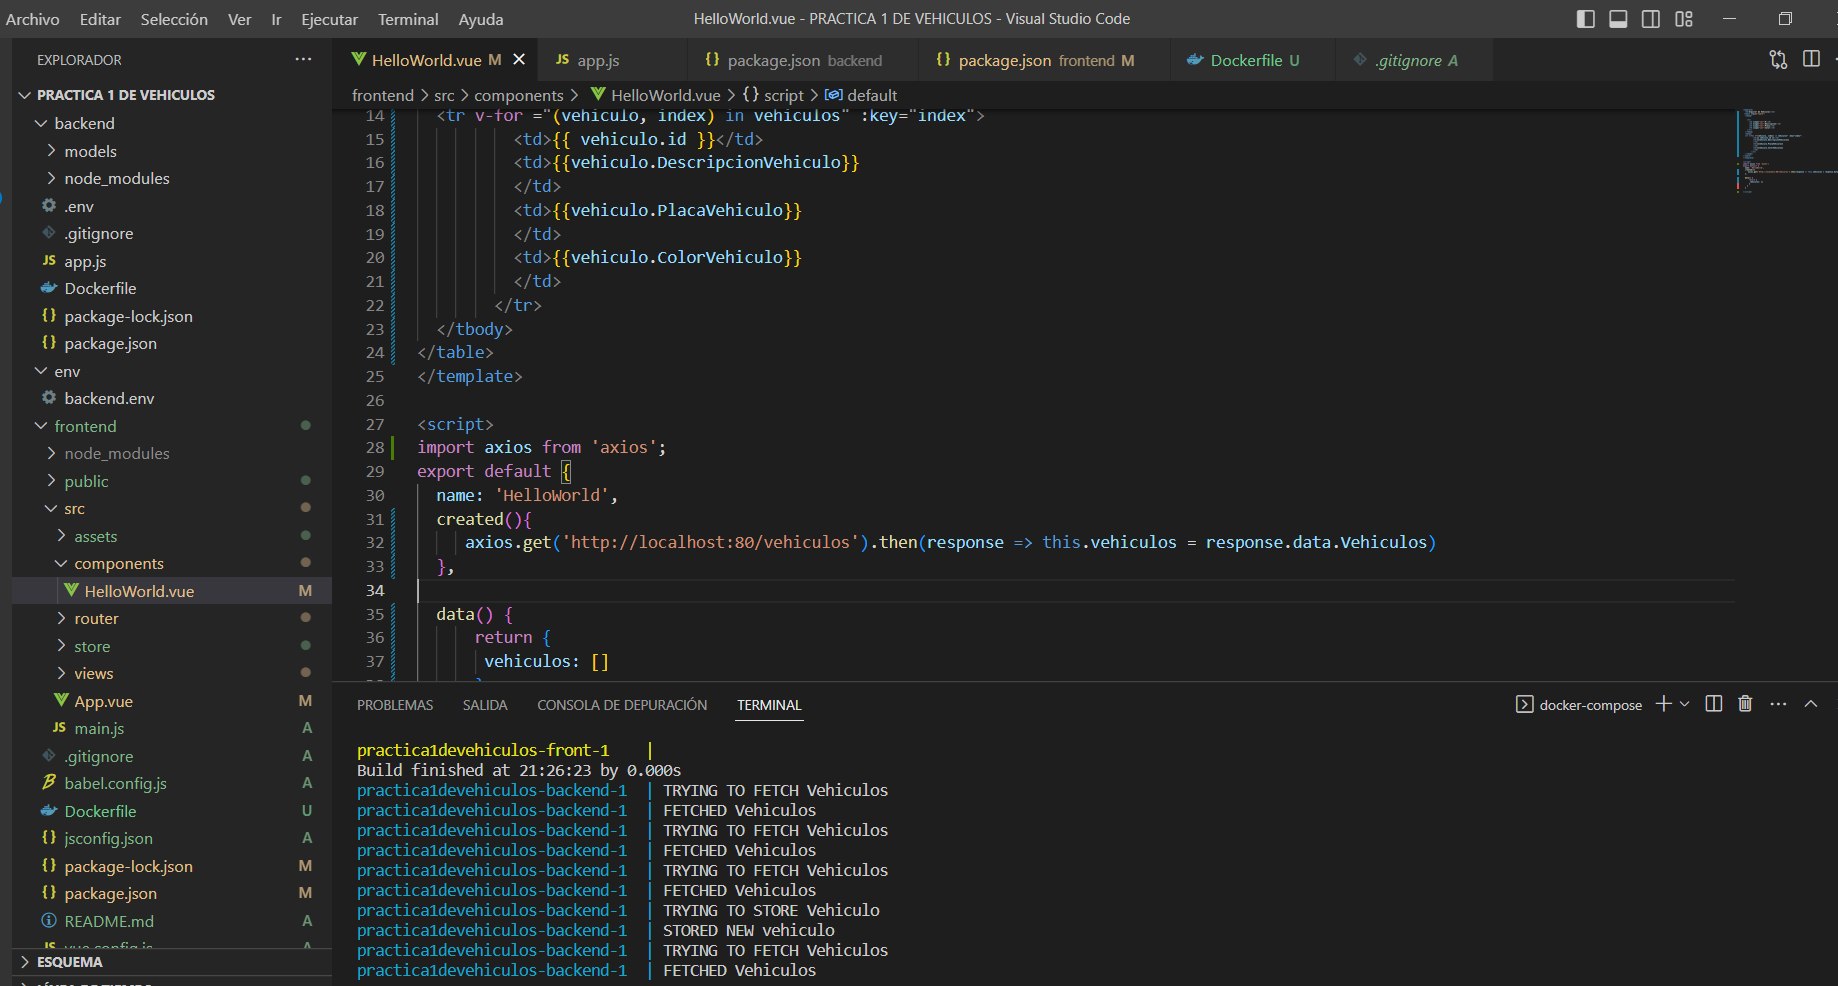 Archivo Editar Selección Ver Ir Ejecutar Terminal Ayuda HelloWorld.vue - PRACTICA 1 DE VEHICULOS - Visual Studio Code
EXPLORADOR ···
PRACTICA 1 DE VEHICULOS
backend
models
node_modules
.env
.gitignore
JS app.js
Dockerfile
{} package-lock.json
{} package.json
env
backend.env
frontend
node_modules
public
src
assets
components
HelloWorld.vue M
router
store
views
App.vue M
JS main.js A
.gitignore A
babel.config.js A
Dockerfile U
{} jsconfig.json A
{} package-lock.json M
{} package.json M
README.md A
JS vue.config.js A
ESQUEMA
LÍNEA DE TIEMPO
HelloWorld.vue M JS app.js {} package.json backend {} package.json frontend M Dockerfile U .gitignore A
frontend > src > components > HelloWorld.vue > {} script > default
14 <tr v-for ="(vehiculo, index) in vehiculos" :key="index">
15 <td>{{ vehiculo.id }}</td>
16 <td>{{vehiculo.DescripcionVehiculo}}
17 </td>
18 <td>{{vehiculo.PlacaVehiculo}}
19 </td>
20 <td>{{vehiculo.ColorVehiculo}}
21 </td>
22 </tr>
23 </tbody>
24 </table>
25 </template>
26
27 <script>
28 import axios from 'axios';
29 export default {
30 name: 'HelloWorld',
31 created(){
32 axios.get('http://localhost:80/vehiculos').then(response => this.vehiculos = response.data.Vehiculos)
33 },
34
35 data() {
36 return {
37 vehiculos: []
PROBLEMAS SALIDA CONSOLA DE DEPURACIÓN TERMINAL docker-compose
practica1devehiculos-front-1 |
Build finished at 21:26:23 by 0.000s
practica1devehiculos-backend-1 | TRYING TO FETCH Vehiculos
practica1devehiculos-backend-1 | FETCHED Vehiculos
practica1devehiculos-backend-1 | TRYING TO FETCH Vehiculos
practica1devehiculos-backend-1 | FETCHED Vehiculos
practica1devehiculos-backend-1 | TRYING TO FETCH Vehiculos
practica1devehiculos-backend-1 | FETCHED Vehiculos
practica1devehiculos-backend-1 | TRYING TO STORE Vehiculo
practica1devehiculos-backend-1 | STORED NEW vehiculo
practica1devehiculos-backend-1 | TRYING TO FETCH Vehiculos
practica1devehiculos-backend-1 | FETCHED Vehiculos